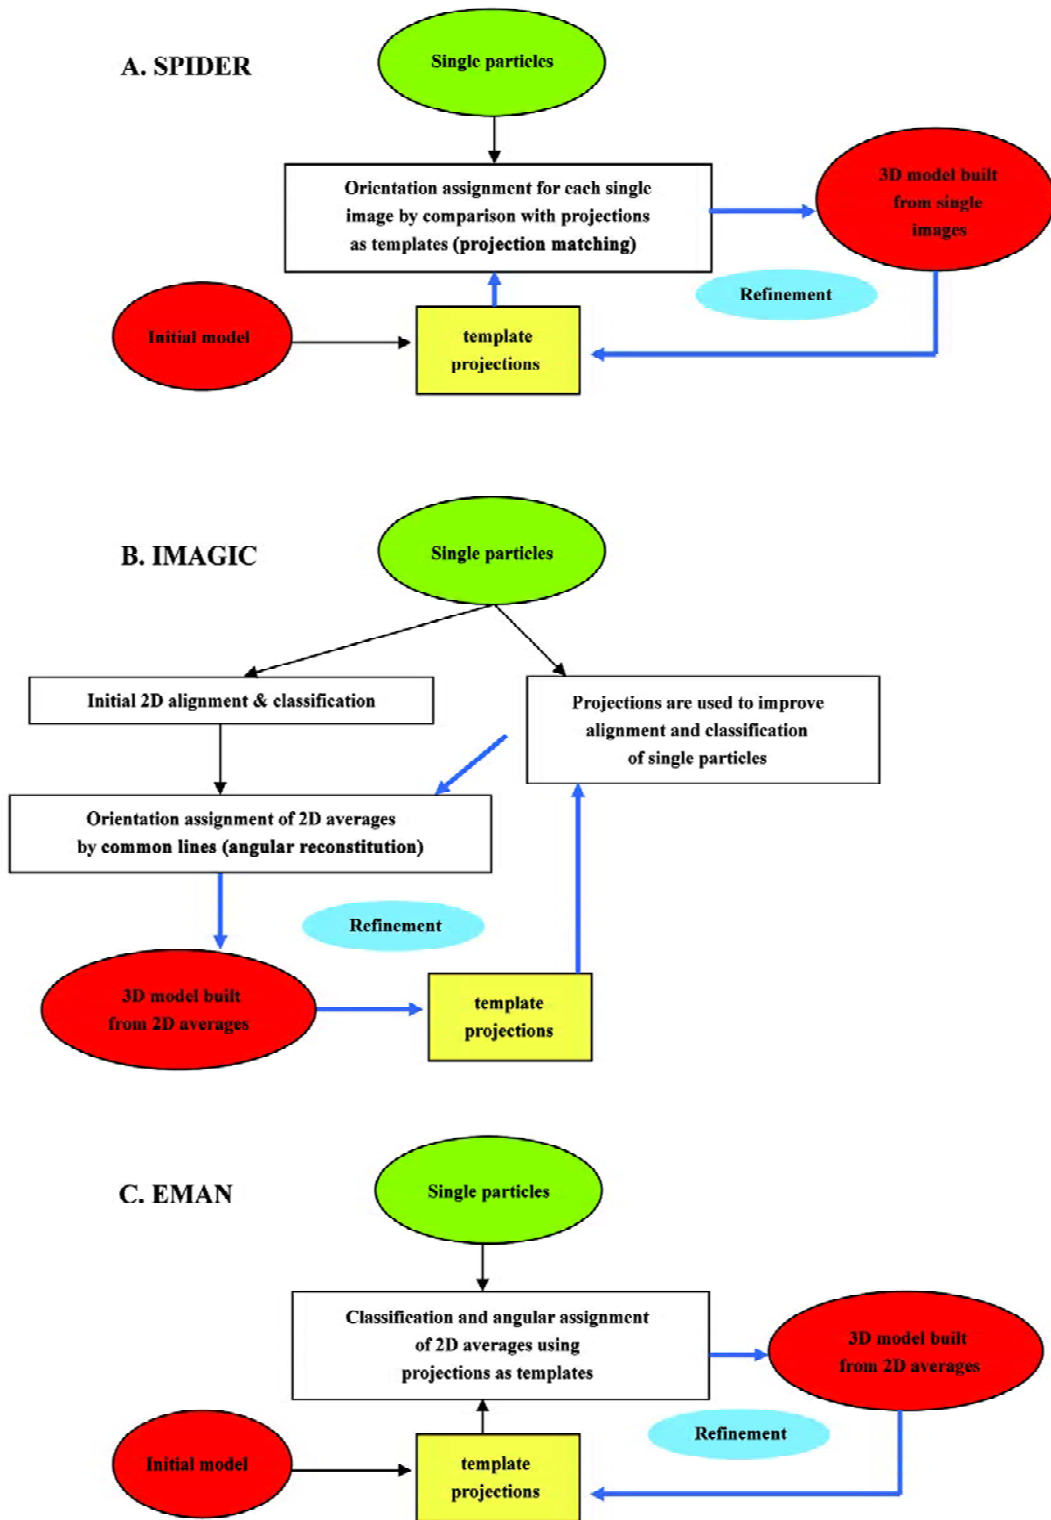 A. SPIDER
Single particles
Orientation assignment for each single
image by comparison with projections
as templates (projection matching)
3D model built
from single
images
Refinement
Initial model
template
projections
B. IMAGIC
Single particles
Initial 2D alignment & classification
Projections are used to improve
alignment and classification
of single particles
Orientation assignment of 2D averages
by common lines (angular reconstitution)
Refinement
3D model built
from 2D averages
template
projections
C. EMAN
Single particles
Classification and angular assignment
of 2D averages using
projections as templates
3D model built
from 2D averages
Refinement
Initial model
template
projections